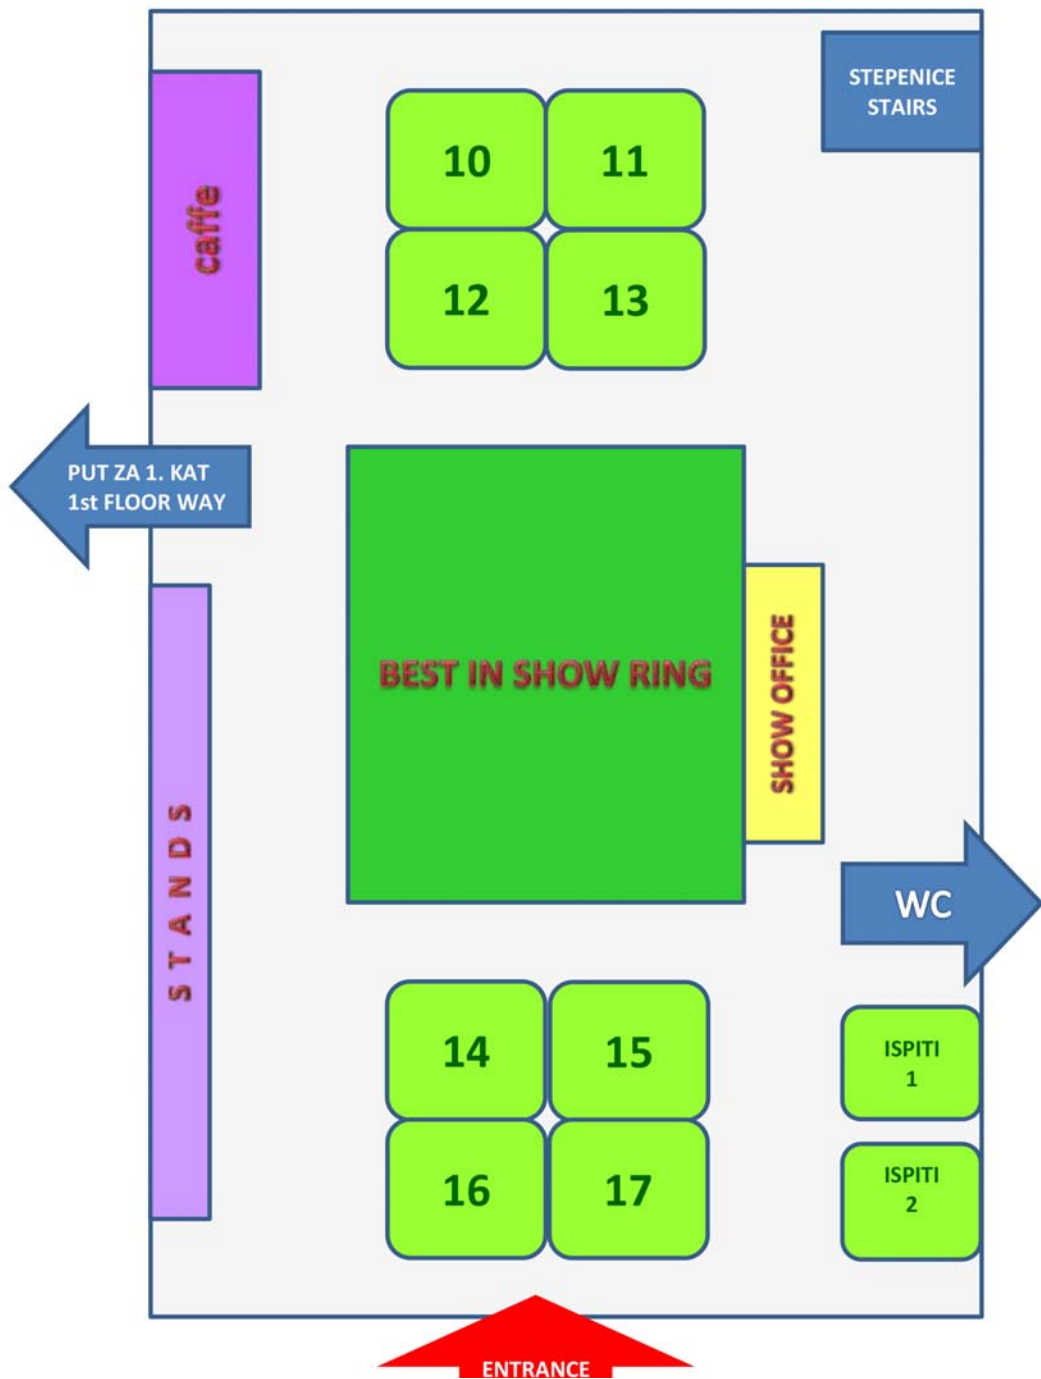 STEPENICE
STAIRS
10
11
caffe
12
13
PUT ZA 1. KAT
1st FLOOR WAY
BEST IN SHOW RING
SHOW OFFICE
STANDS
WC
14
15
ISPITI
1
16
17
ISPITI
2
ENTRANCE